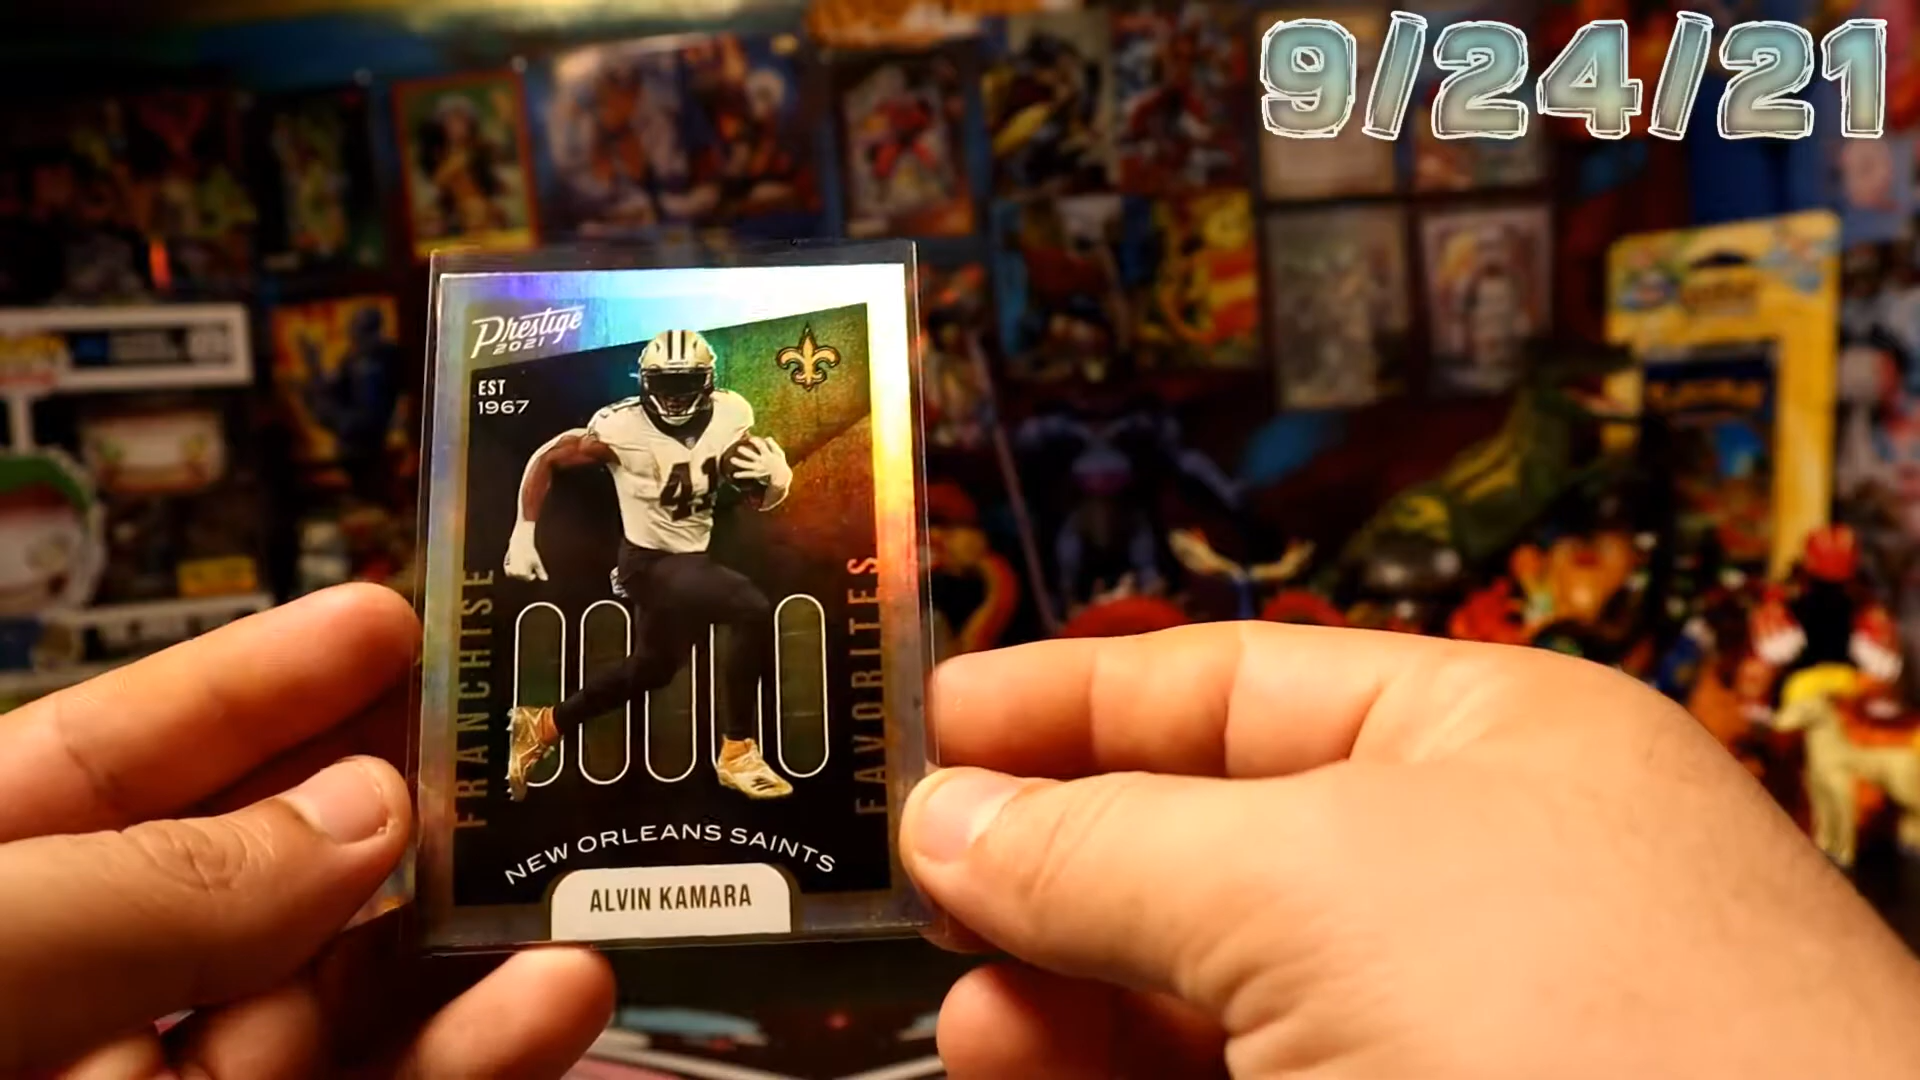 9/24/21
Prestige
2021
EST
1967
41
FRANCHISE
FAVORITES
NEW ORLEANS SAINTS
ALVIN KAMARA